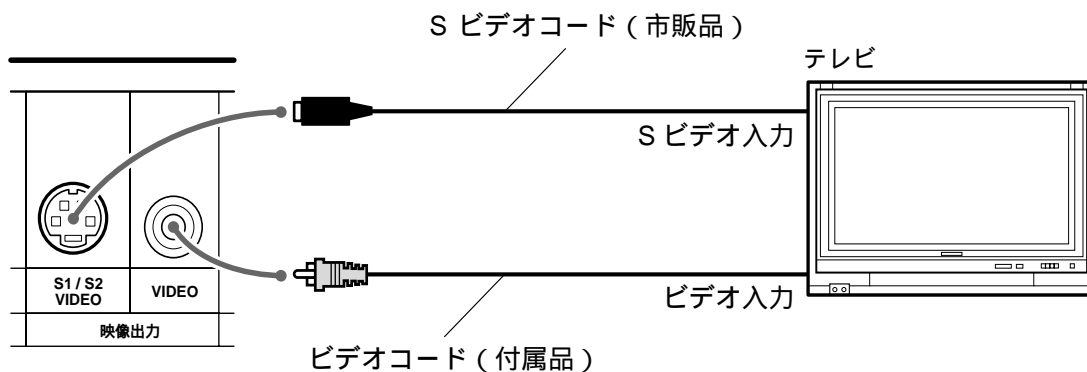 S ビデオコード（市販品）
テレビ
S ビデオ入力
S1 / S2
VIDEO
VIDEO
映像出力
ビデオ入力
ビデオコード（付属品）